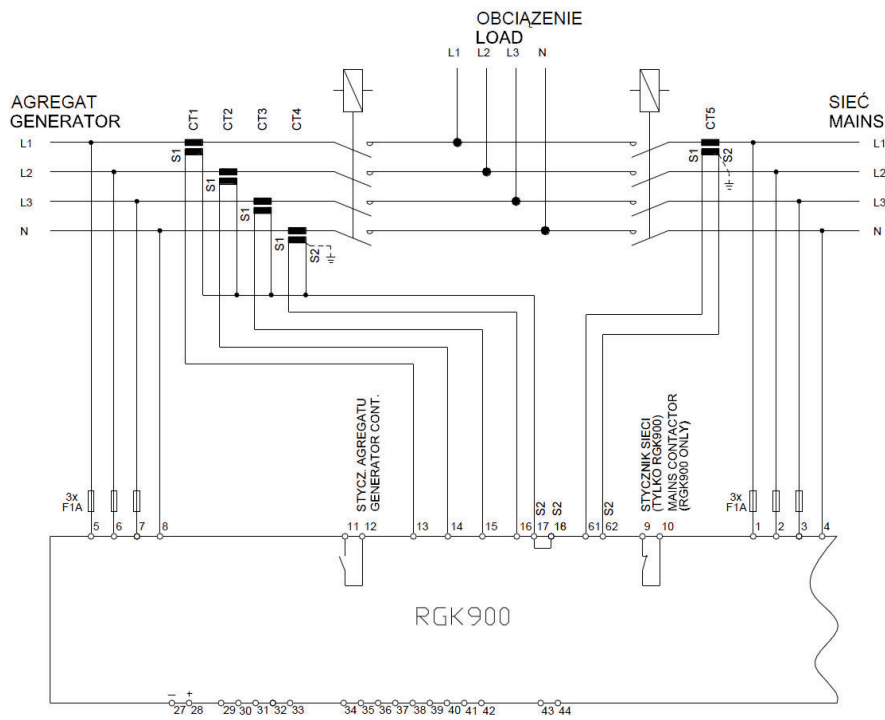 OBCIĄZENIE
LOAD
L1 L2 L3 N
AGREGAT
GENERATOR
CT1 CT2 CT3 CT4
CT5
SIEĆ
MAINS
L1
L2
L3
N
S1
S1
S1
S1
S2
S1
S2
L1
L2
L3
N
STYCZ. AGREGATU
GENERATOR CONT.
STYCZNIK SIECI
(TYLKO RGK900)
MAINS CONTACTOR
(RGK900 ONLY)
3x
F1A
3x
F1A
S2 S2 S2
5 6 7 8 11 12 13 14 15 16 17 18 61 62 9 10 1 2 3 4
RGK900
– +
27 28 29 30 31 32 33 34 35 36 37 38 39 40 41 42 43 44